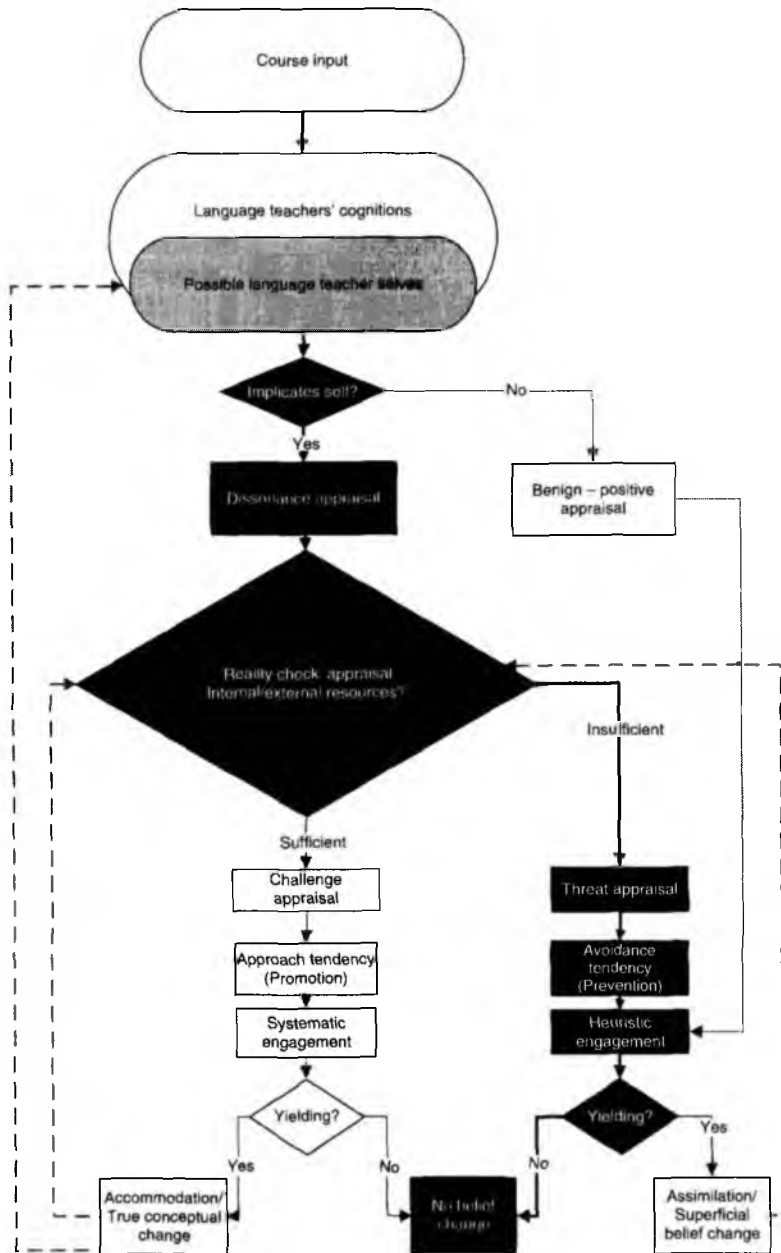 Course input
Language teachers' cognitions
Possible language teacher selves
Implicates self?
No
Yes
Dissonance appraisal
Benign – positive
appraisal
Reality check appraisal
Internal/external resources?
Insufficient
Sufficient
Challenge
appraisal
Threat appraisal
Approach tendency
(Promotion)
Avoidance
tendency
(Prevention)
Systematic
engagement
Heuristic
engagement
Yielding?
Yielding?
Yes
No
No
Yes
Accommodation/
True conceptual
change
No belief
change
Assimilation/
Superficial
belief change